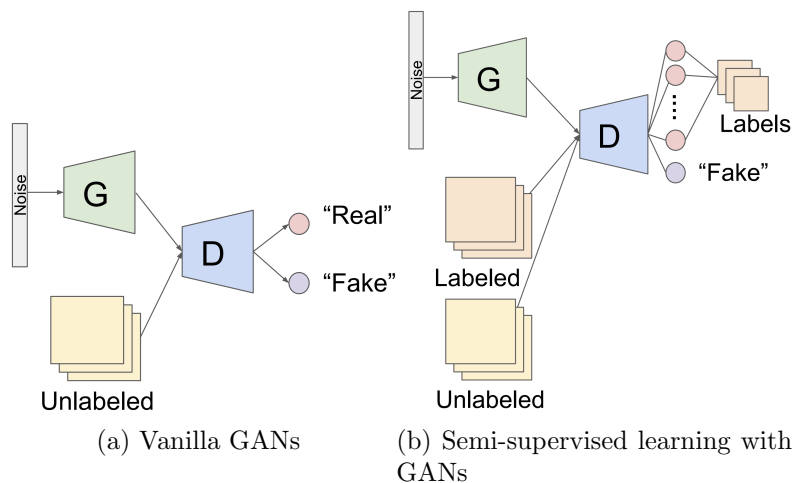 Noise
G
D
“Real”
“Fake”
Unlabeled
(a) Vanilla GANs
Noise
G
D
Labels
“Fake”
Labeled
Unlabeled
(b) Semi-supervised learning with
GANs